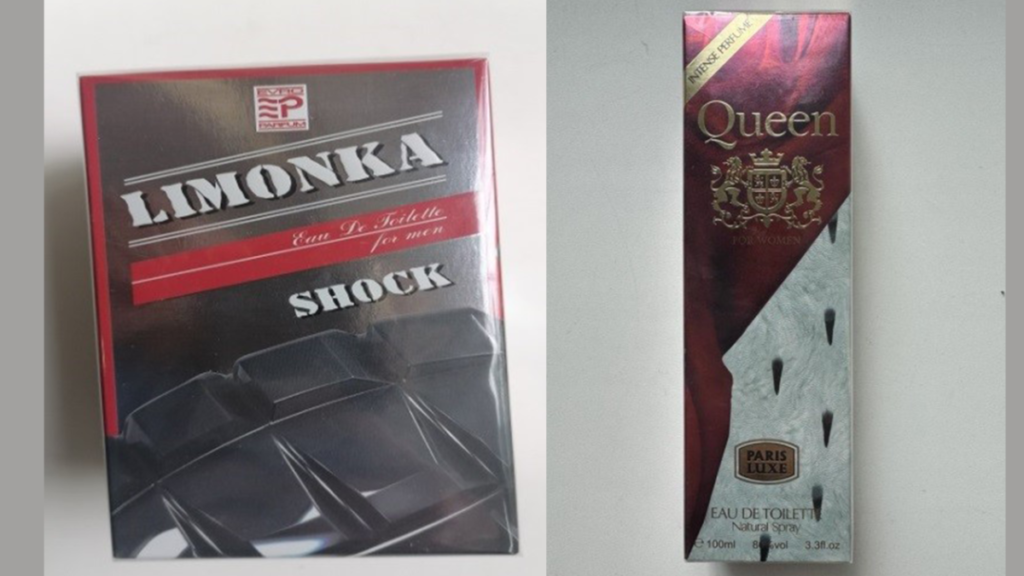 EVRO
P
PARFUM
LIMONKA
Eau De Toilette
for men
SHOCK
INTENSE PERFUME
Queen
FOR WOMEN
PARIS
LUXE
EAU DE TOILETTE
Natural Spray
℮ 100ml vol 3.3fl.oz